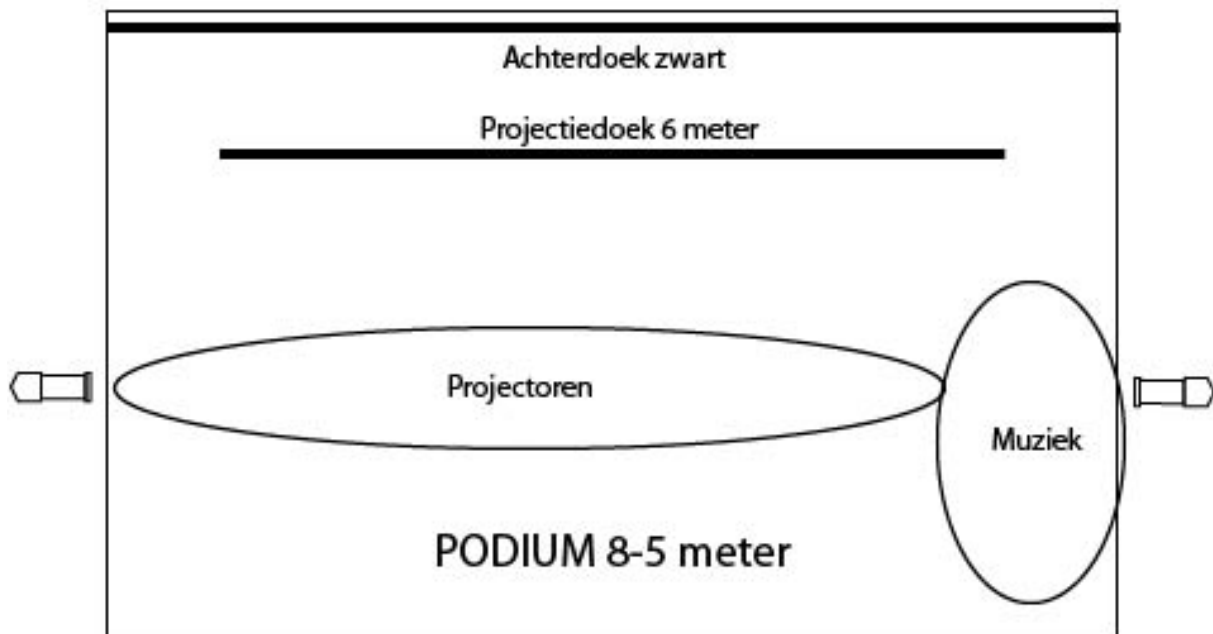 Achterdoek zwart
Projectiedoek 6 meter
Projectoren
Muziek
PODIUM 8-5 meter